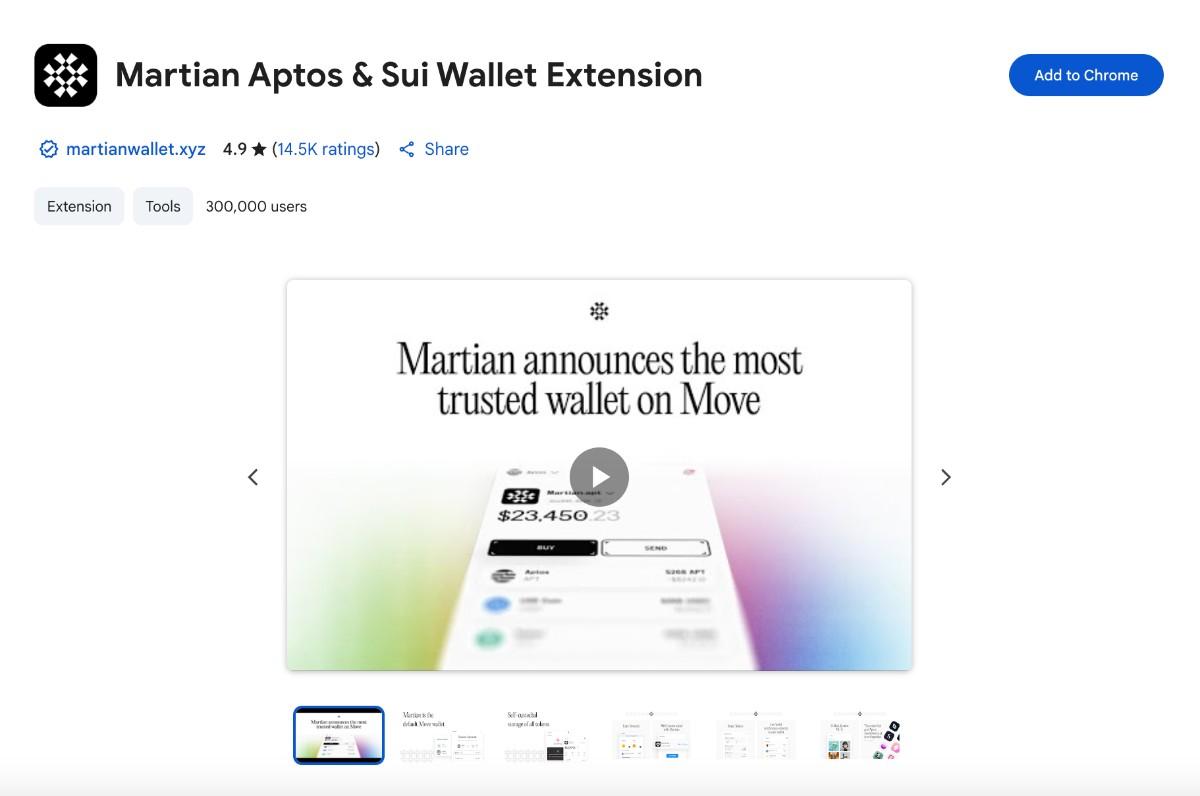 Martian Aptos & Sui Wallet Extension
Add to Chrome
martianwallet.xyz 4.9 ★ (14.5K ratings) Share
Extension Tools 300,000 users
Martian announces the most
trusted wallet on Move
Aptos
Martian.apt
$23,450.23
BUY SEND
Aptos
APT
Martian announces the most
trusted wallet on Move
Martian is the
default Move wallet
Self-custodial
storage of all tokens